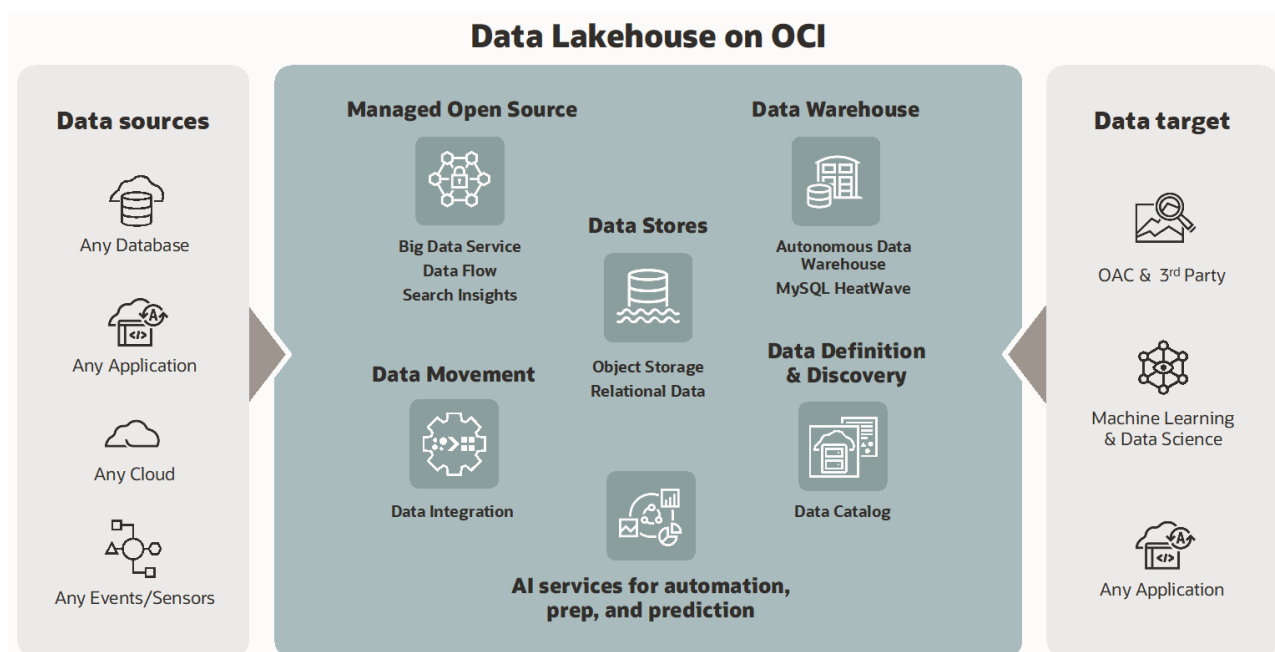 Data Lakehouse on OCI
Data sources
Any Database
Any Application
Any Cloud
Any Events/Sensors
Managed Open Source
Big Data Service
Data Flow
Search Insights
Data Stores
Object Storage
Relational Data
Data Warehouse
Autonomous Data
Warehouse
MySQL HeatWave
Data Movement
Data Integration
Data Definition
& Discovery
Data Catalog
AI services for automation,
prep, and prediction
Data target
OAC & 3rd Party
Machine Learning
& Data Science
Any Application